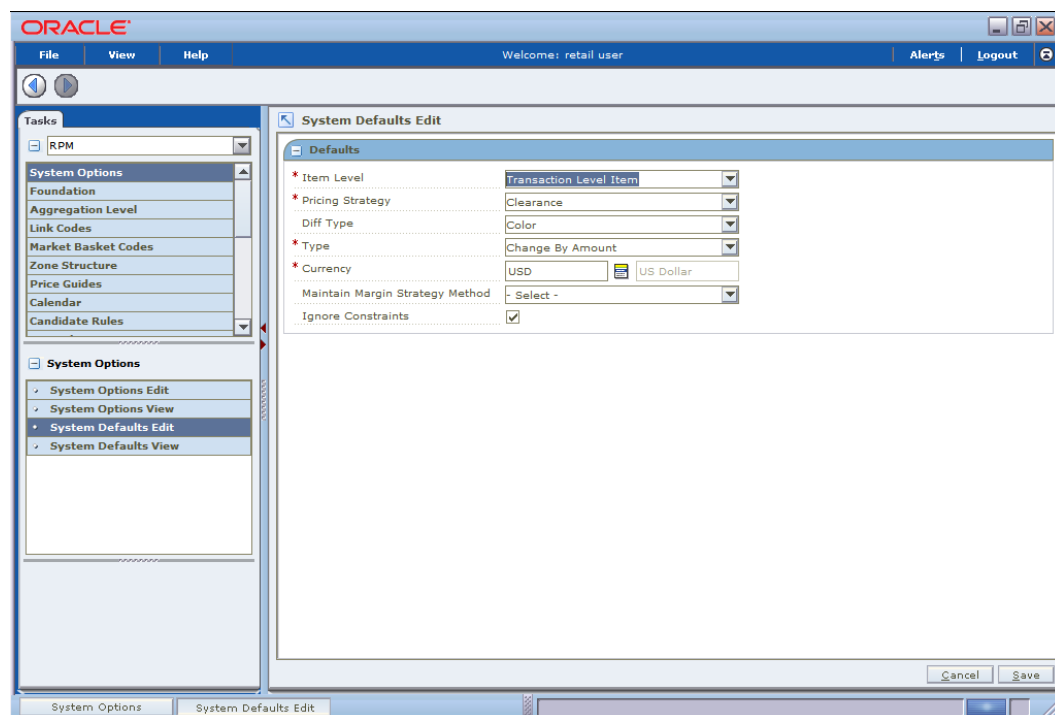 ORACLE
File View Help Welcome: retail user Alerts Logout
Tasks
RPM
System Options
Foundation
Aggregation Level
Link Codes
Market Basket Codes
Zone Structure
Price Guides
Calendar
Candidate Rules
System Options
System Options Edit
System Options View
System Defaults Edit
System Defaults View
System Defaults Edit
Defaults
* Item Level Transaction Level Item
* Pricing Strategy Clearance
Diff Type Color
* Type Change By Amount
* Currency USD US Dollar
Maintain Margin Strategy Method - Select -
Ignore Constraints
Cancel Save
System Options System Defaults Edit